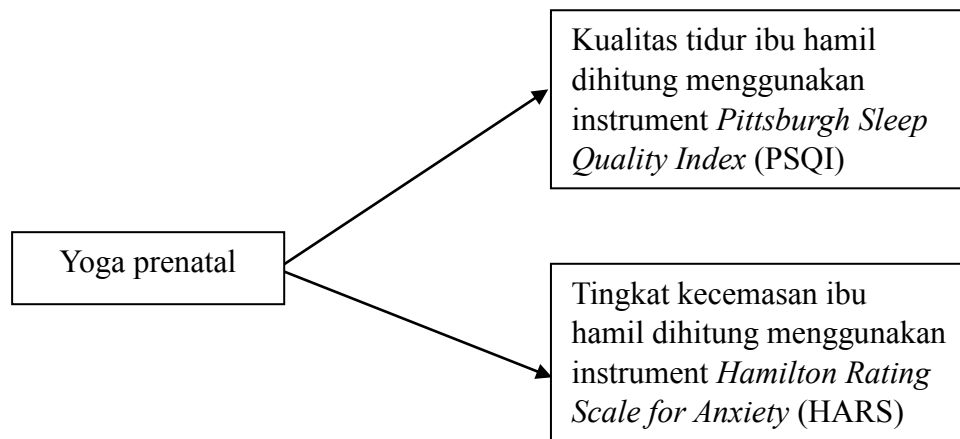 Kualitas tidur ibu hamil
dihitung menggunakan
instrument Pittsburgh Sleep
Quality Index (PSQI)
Yoga prenatal
Tingkat kecemasan ibu
hamil dihitung menggunakan
instrument Hamilton Rating
Scale for Anxiety (HARS)